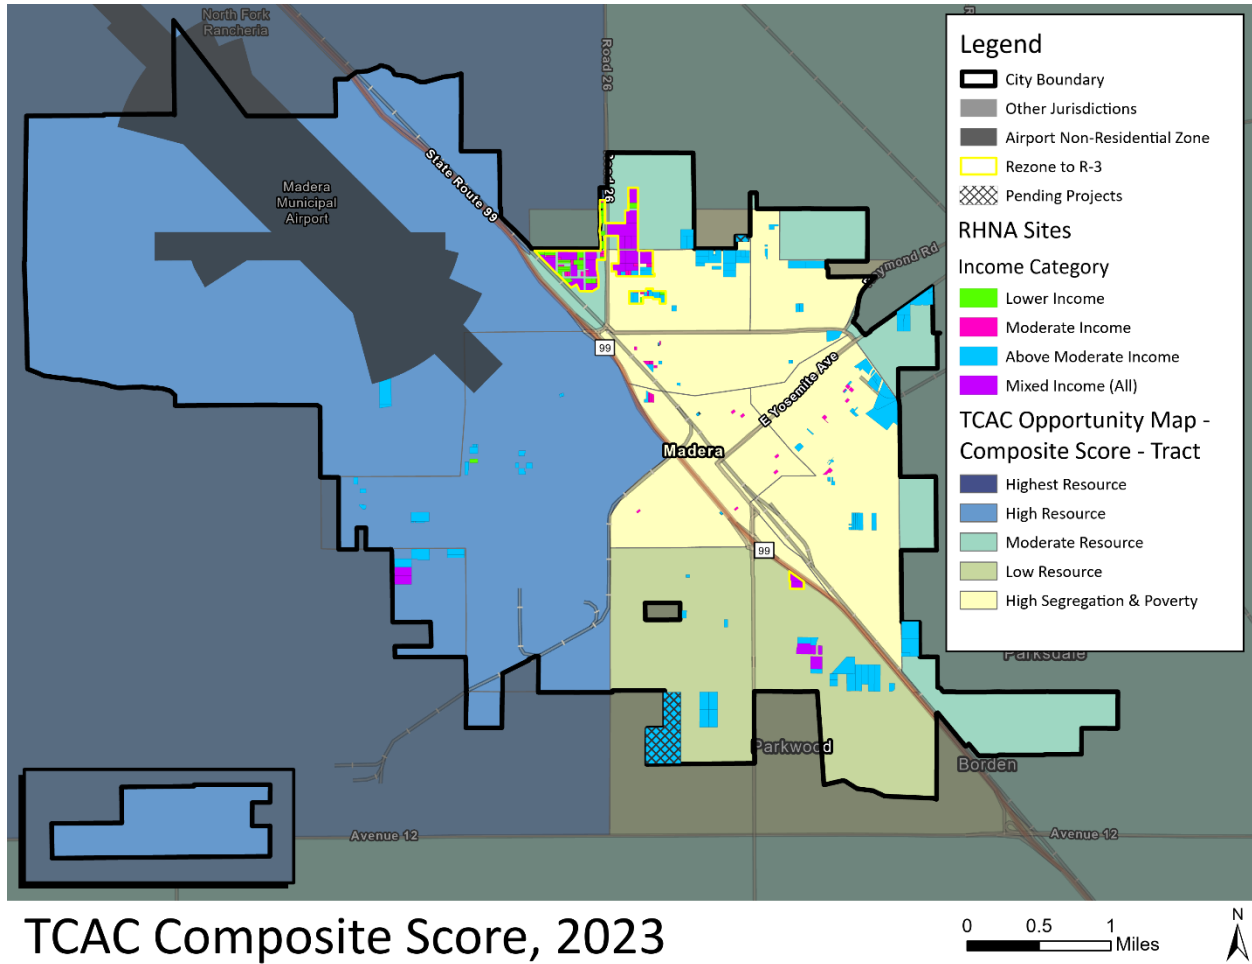 North Fork
Rancheria
Road 26
State Route 99
Madera
Municipal
Airport
99
E Yosemite Ave
Madera
99
Parkwood
Parksdale
Borden
Avenue 12
Avenue 12
Legend
City Boundary
Other Jurisdictions
Airport Non-Residential Zone
Rezone to R-3
Pending Projects
RHNA Sites
Income Category
Lower Income
Moderate Income
Above Moderate Income
Mixed Income (All)
TCAC Opportunity Map -
Composite Score - Tract
Highest Resource
High Resource
Moderate Resource
Low Resource
High Segregation & Poverty
TCAC Composite Score, 2023
0 0.5 1
Miles
N